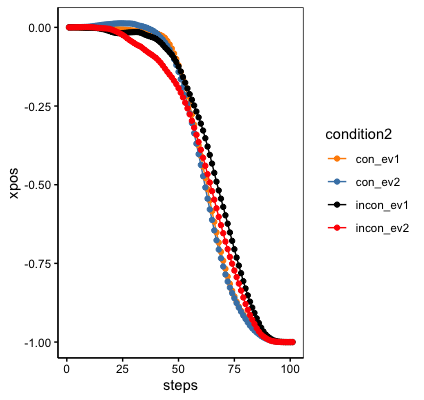 0.00
-0.25
-0.50
-0.75
-1.00
xpos
0
25
50
75
100
steps
condition2
con_ev1
con_ev2
incon_ev1
incon_ev2